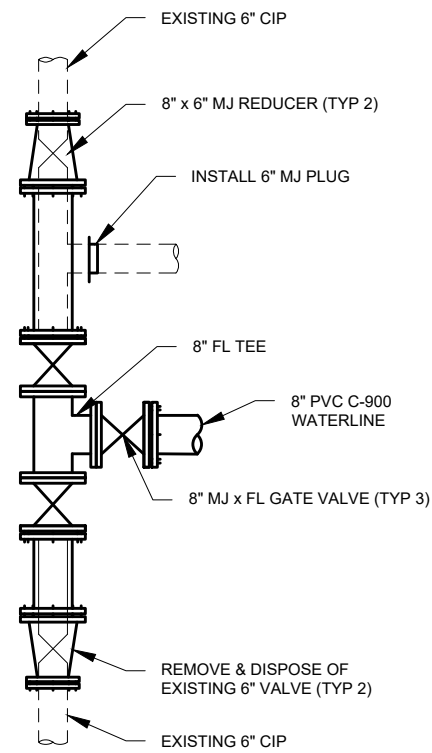 EXISTING 6" CIP
8" x 6" MJ REDUCER (TYP 2)
INSTALL 6" MJ PLUG
8" FL TEE
8" PVC C-900
WATERLINE
8" MJ x FL GATE VALVE (TYP 3)
REMOVE & DISPOSE OF
EXISTING 6" VALVE (TYP 2)
EXISTING 6" CIP